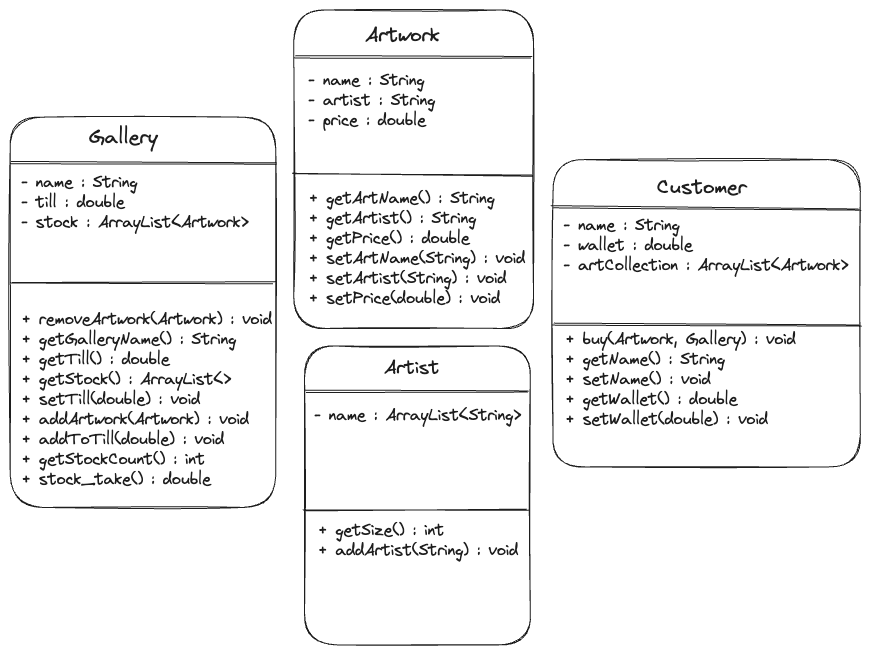 Gallery
- name : String
- till : double
- stock : ArrayList<Artwork>
+ removeArtwork(Artwork) : void
+ getGalleryName() : String
+ getTill() : double
+ getStock() : ArrayList<>
+ setTill(double) : void
+ addArtwork(Artwork) : void
+ addToTill(double) : void
+ getStockCount() : int
+ stock_take() : double
Artwork
- name : String
- artist : String
- price : double
+ getArtName() : String
+ getArtist() : String
+ getPrice() : double
+ setArtName(String) : void
+ setArtist(String) : void
+ setPrice(double) : void
Artist
- name : ArrayList<String>
+ getSize() : int
+ addArtist(String) : void
Customer
- name : String
- wallet : double
- artCollection : ArrayList<Artwork>
+ buy(Artwork, Gallery) : void
+ getName() : String
+ setName() : void
+ getWallet() : double
+ setWallet(double) : void